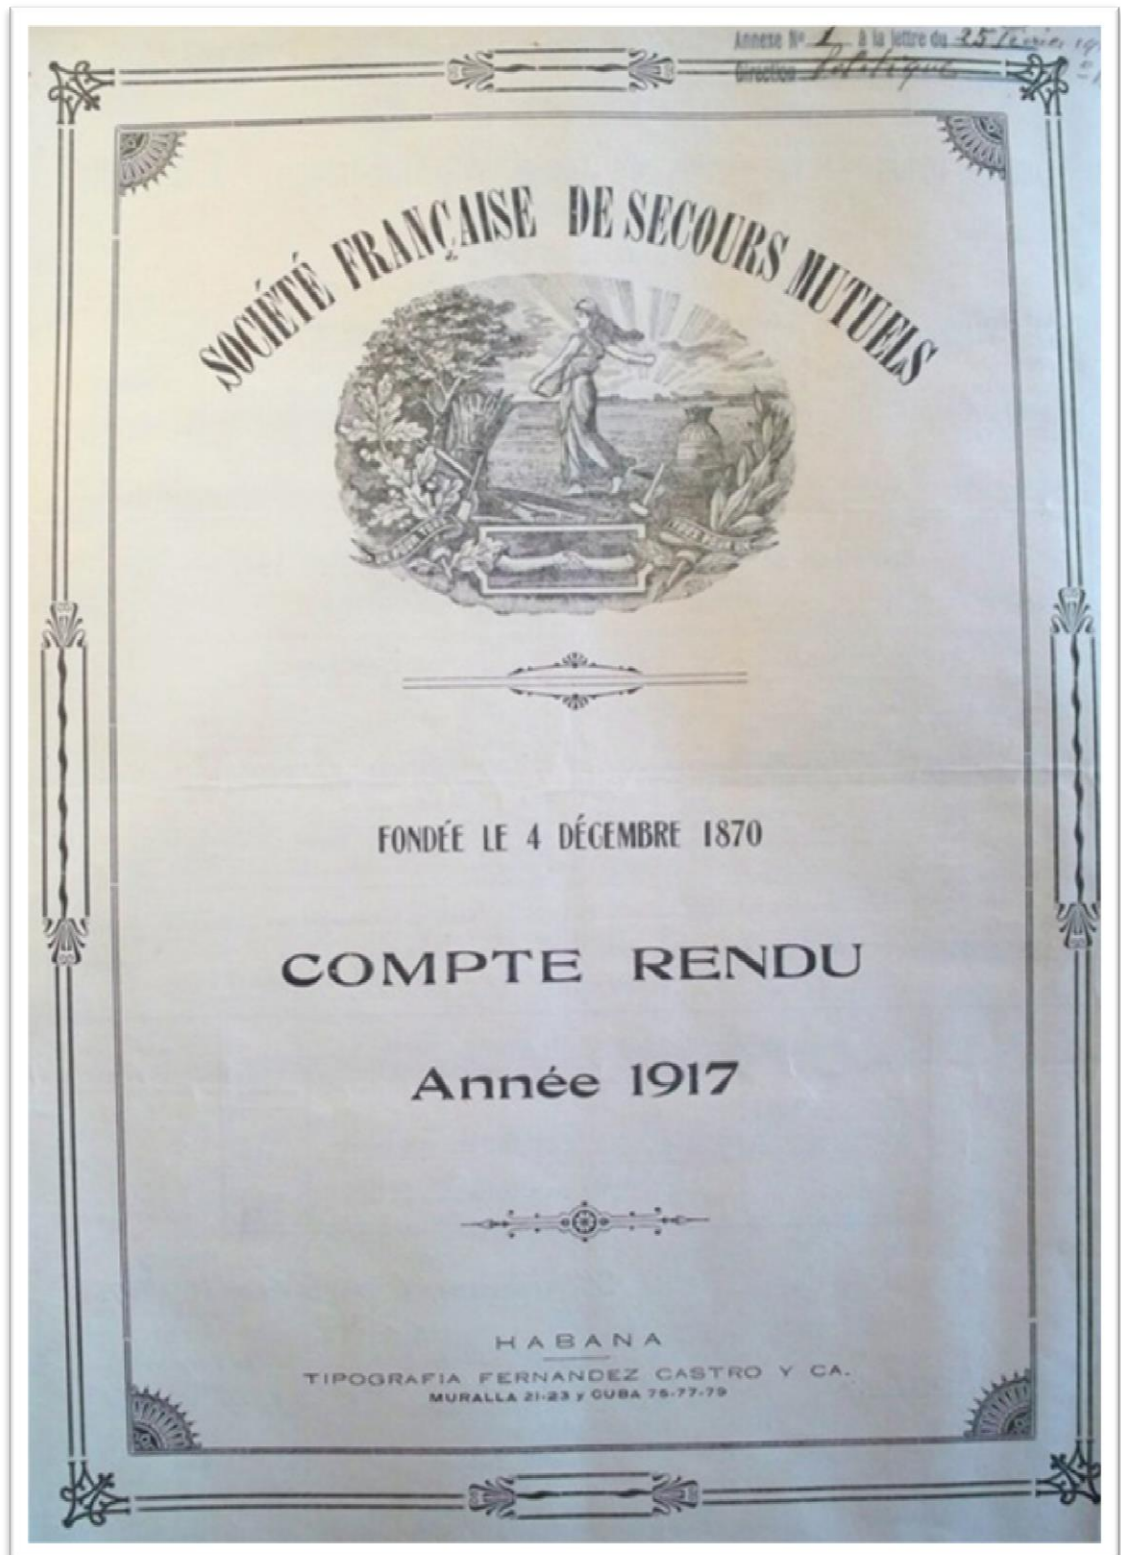 Annexe Nº 1 à la lettre du 25 Février
Direction Politique
SOCIÉTÉ FRANÇAISE DE SECOURS MUTUELS
FONDÉE LE 4 DÉCEMBRE 1870
COMPTE RENDU
Année 1917
HABANA
TIPOGRAFIA FERNANDEZ CASTRO Y CA.
MURALLA 21-23 y CUBA 75-77-79